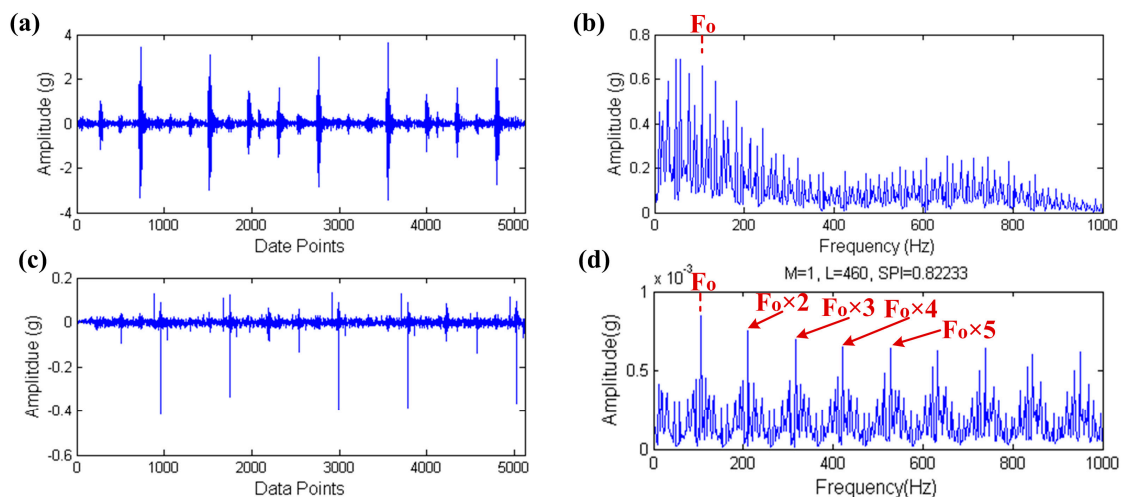 (a)
4
2
0
-2
-4
Amplitude (g)
0
1000
2000
3000
4000
5000
Date Points
(b)
Fo
0.8
0.6
0.4
0.2
0
Amplitude (g)
0
200
400
600
800
1000
Frequency (Hz)
(c)
0.2
0
-0.2
-0.4
-0.6
Amplitdue (g)
0
1000
2000
3000
4000
5000
Data Points
(d)
M=1, L=460, SPI=0.82233
x 10⁻³
Fo
Fo×2
Fo×3
Fo×4
Fo×5
1
0.5
0
Amplitude(g)
0
200
400
600
800
1000
Frequency(Hz)